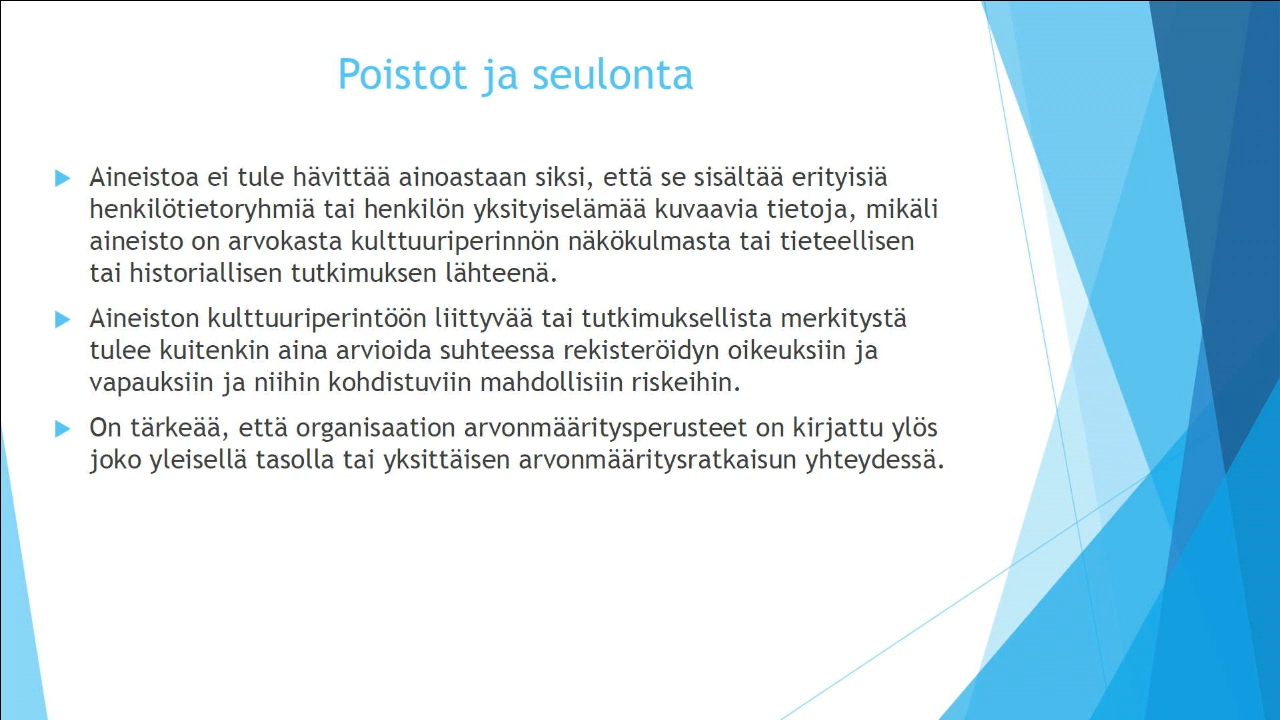 Poistot ja seulonta
Aineistoa ei tule hävittää ainoastaan siksi, että se sisältää erityisiä
henkilötietoryhmiä tai henkilön yksityiselämää kuvaavia tietoja, mikäli
aineisto on arvokasta kulttuuriperinnön näkökulmasta tai tieteellisen
tai historiallisen tutkimuksen lähteenä.
Aineiston kulttuuriperintöön liittyvää tai tutkimuksellista merkitystä
tulee kuitenkin aina arvioida suhteessa rekisteröidyn oikeuksiin ja
vapauksiin ja niihin kohdistuviin mahdollisiin riskeihin.
On tärkeää, että organisaation arvonmääritysperusteet on kirjattu ylös
joko yleisellä tasolla tai yksittäisen arvonmääritysratkaisun yhteydessä.